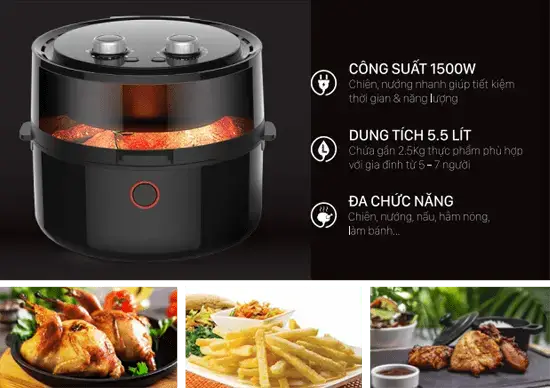 CÔNG SUẤT 1500W
Chiên, nướng nhanh giúp tiết kiệm
thời gian & năng lượng
DUNG TÍCH 5.5 LÍT
Chứa gần 2.5Kg thực phẩm phù hợp
với gia đình từ 5 - 7 người
ĐA CHỨC NĂNG
Chiên, nướng, nấu, hâm nóng,
làm bánh...